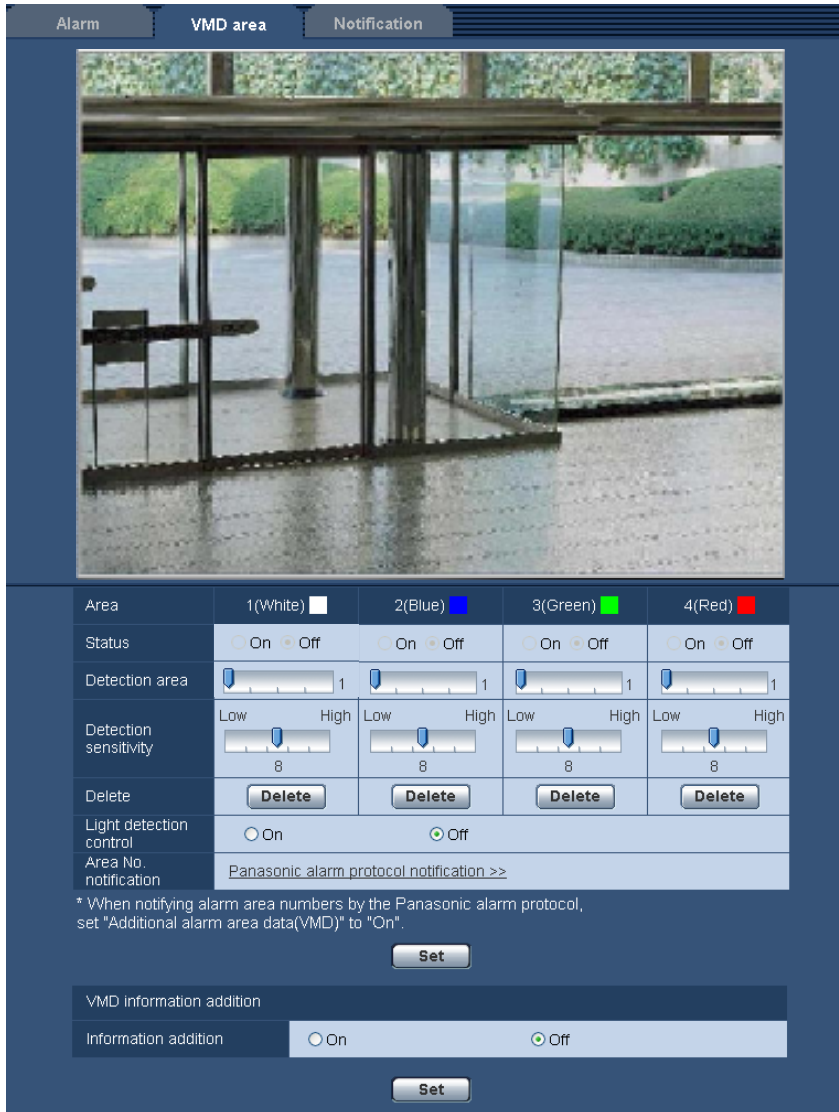 Alarm VMD area Notification
Area 1(White) 2(Blue) 3(Green) 4(Red)
Status On Off On Off On Off On Off
Detection area 1 1 1 1
Detection sensitivity Low High Low High Low High Low High
8 8 8 8
Delete Delete Delete Delete Delete
Light detection control On Off
Area No. notification Panasonic alarm protocol notification >>
* When notifying alarm area numbers by the Panasonic alarm protocol,
set "Additional alarm area data(VMD)" to "On".
Set
VMD information addition
Information addition On Off
Set